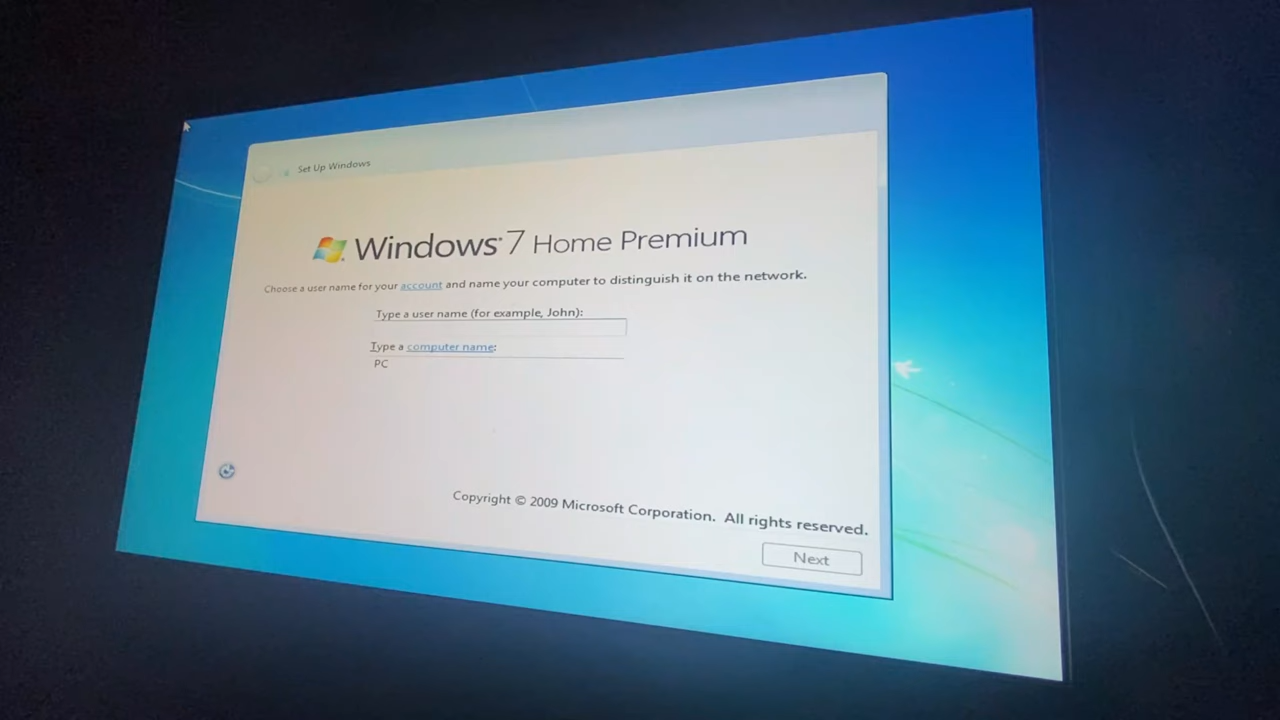 Set Up Windows
Windows 7 Home Premium
Choose a user name for your account and name your computer to distinguish it on the network.
Type a user name (for example, John):
Type a computer name:
PC
Copyright © 2009 Microsoft Corporation. All rights reserved.
Next